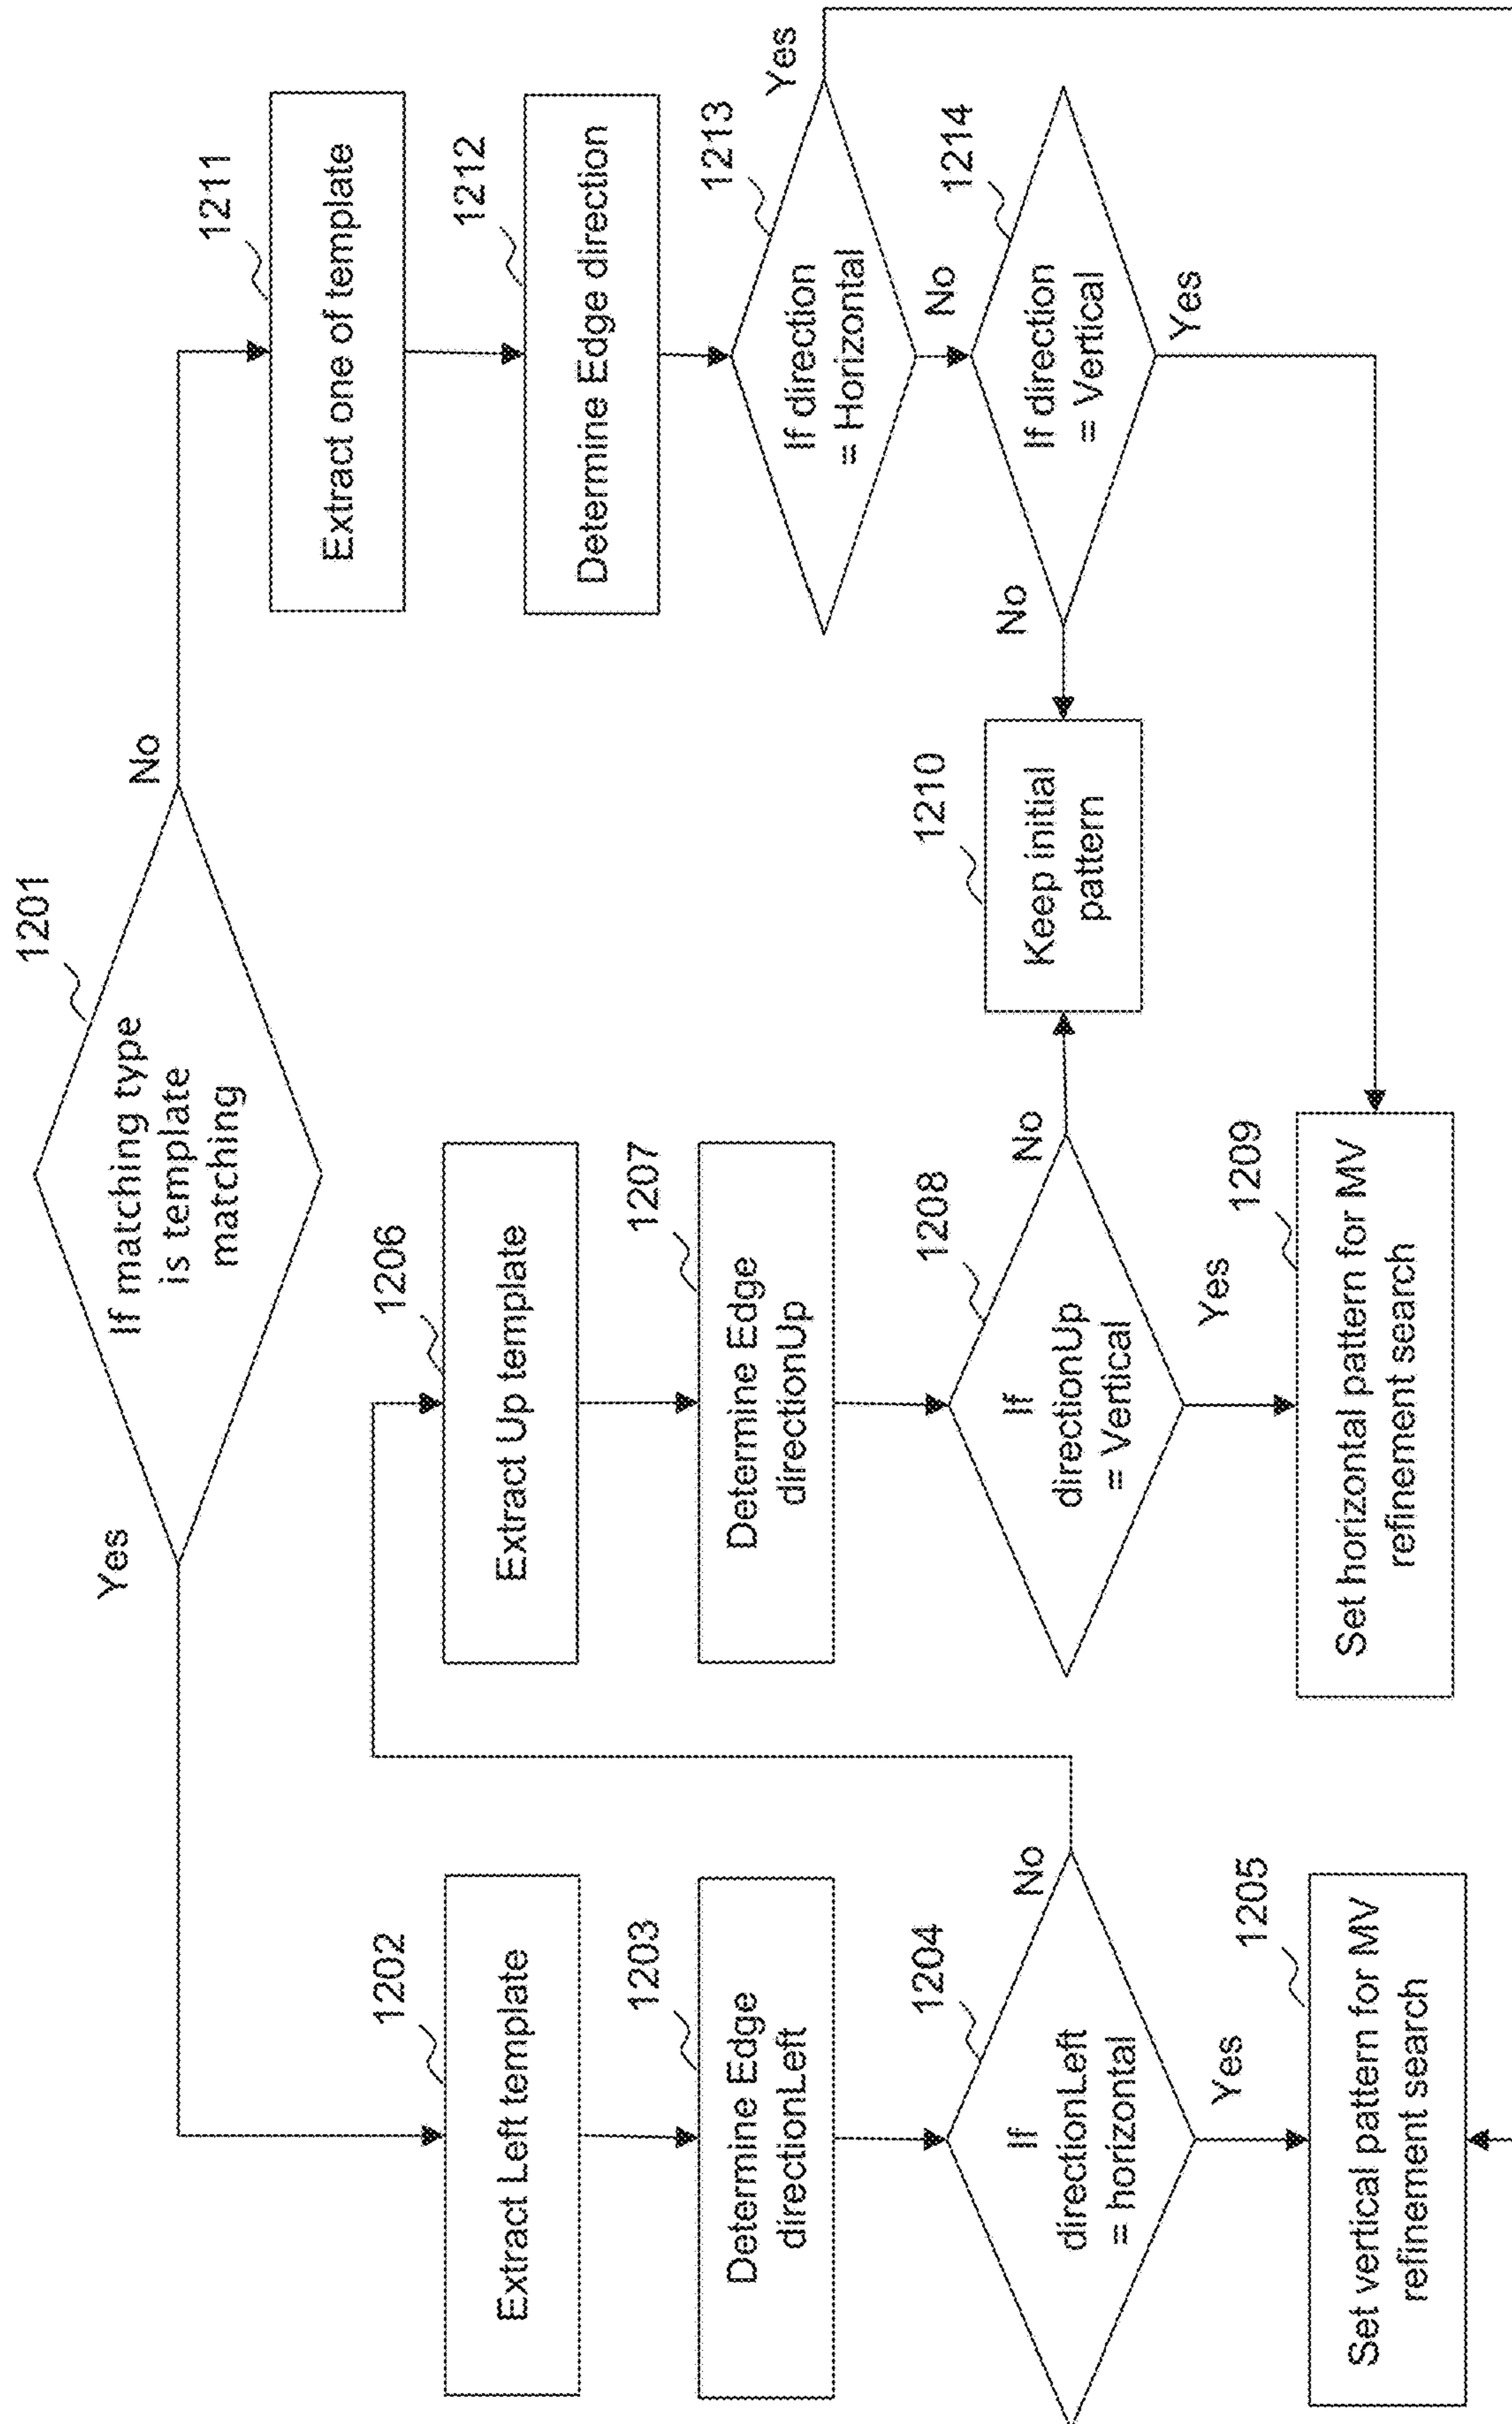 1201
If matching type
is template
matching
Yes
No
1202
Extract Left template
1203
Determine Edge
directionLeft
1204
If
directionLeft
= horizontal
No
Yes
1205
Set vertical pattern for MV
refinement search
1206
Extract Up template
1207
Determine Edge
directionUp
1208
If
directionUp
= Vertical
No
Yes
1209
Set horizontal pattern for MV
refinement search
1210
Keep initial
pattern
1211
Extract one of template
1212
Determine Edge direction
1213
If direction
= Horizontal
Yes
No
1214
If direction
= Vertical
No
Yes